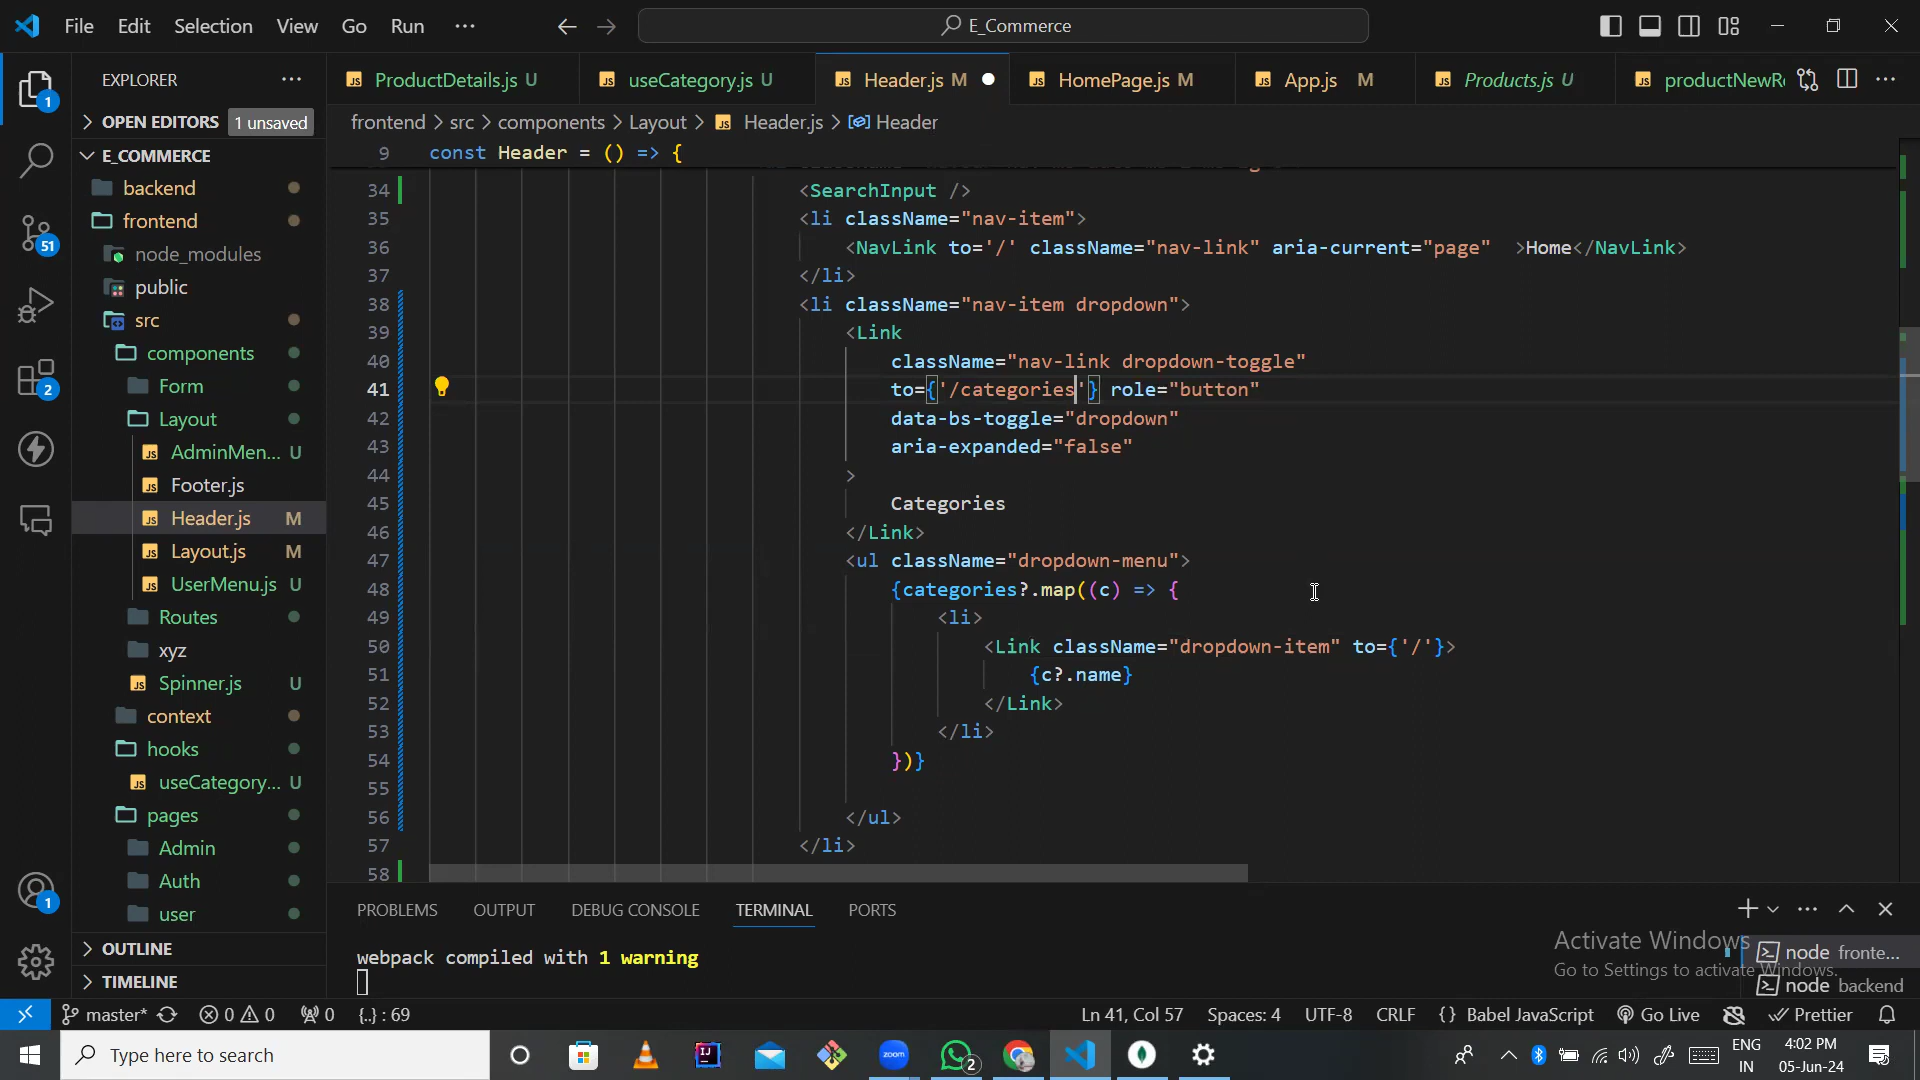 File Edit Selection View Go Run ··· E_Commerce
EXPLORER ProductDetails.js U useCategory.js U Header.js M HomePage.js M App.js M Products.js U productNewRo
OPEN EDITORS 1 unsaved frontend > src > components > Layout > Header.js > Header
E_COMMERCE
backend
frontend
node_modules
public
src
components
Form
Layout
AdminMen... U
Footer.js
Header.js M
Layout.js M
UserMenu.js U
Routes
xyz
Spinner.js U
context
hooks
useCategory... U
pages
Admin
Auth
user
OUTLINE
TIMELINE
1
51
2
1
9 const Header = () => {
34 <SearchInput />
35 <li className="nav-item">
36 <NavLink to='/' className="nav-link" aria-current="page" >Home</NavLink>
37 </li>
38 <li className="nav-item dropdown">
39 <Link
40 className="nav-link dropdown-toggle"
41 to={'/categories'} role="button"
42 data-bs-toggle="dropdown"
43 aria-expanded="false"
44 >
45 Categories
46 </Link>
47 <ul className="dropdown-menu">
48 {categories?.map((c) => {
49 <li>
50 <Link className="dropdown-item" to={'/'}>
51 {c?.name}
52 </Link>
53 </li>
54 })}
55
56 </ul>
57 </li>
58
PROBLEMS OUTPUT DEBUG CONSOLE TERMINAL PORTS
webpack compiled with 1 warning
Activate Windows
Go to Settings to activate Windows.
node fronte...
node backend
master* 0 0 0 {..} : 69 Ln 41, Col 57 Spaces: 4 UTF-8 CRLF {} Babel JavaScript Go Live Prettier
Type here to search zoom 2 ENG IN 4:02 PM 05-Jun-24